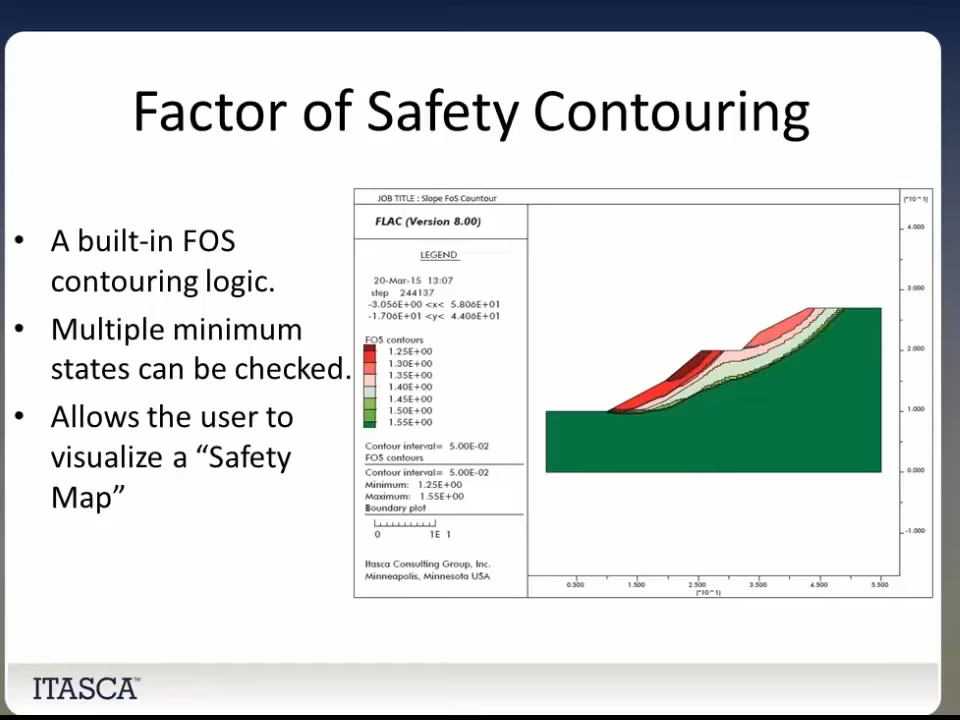 Factor of Safety Contouring
• A built-in FOS
contouring logic.
• Multiple minimum
states can be checked.
• Allows the user to
visualize a “Safety
Map”
JOB TITLE : Slope FoS Countour
FLAC (Version 8.00)
LEGEND
20-Mar-15 13:07
step 244137
-3.056E+00 <x< 5.806E+01
-1.706E+01 <y< 4.406E+01
FOS contours
1.25E+00
1.30E+00
1.35E+00
1.40E+00
1.45E+00
1.50E+00
1.55E+00
Contour interval= 5.00E-02
FOS contours
Contour interval= 5.00E-02
Minimum: 1.25E+00
Maximum: 1.55E+00
Boundary plot
0 1E 1
Itasca Consulting Group, Inc.
Minneapolis, Minnesota USA
(*10^1)
4.000
3.000
2.000
1.000
0.000
-1.000
0.500 1.500 2.500 3.500 4.500 5.500
(*10^1)
ITASCA™